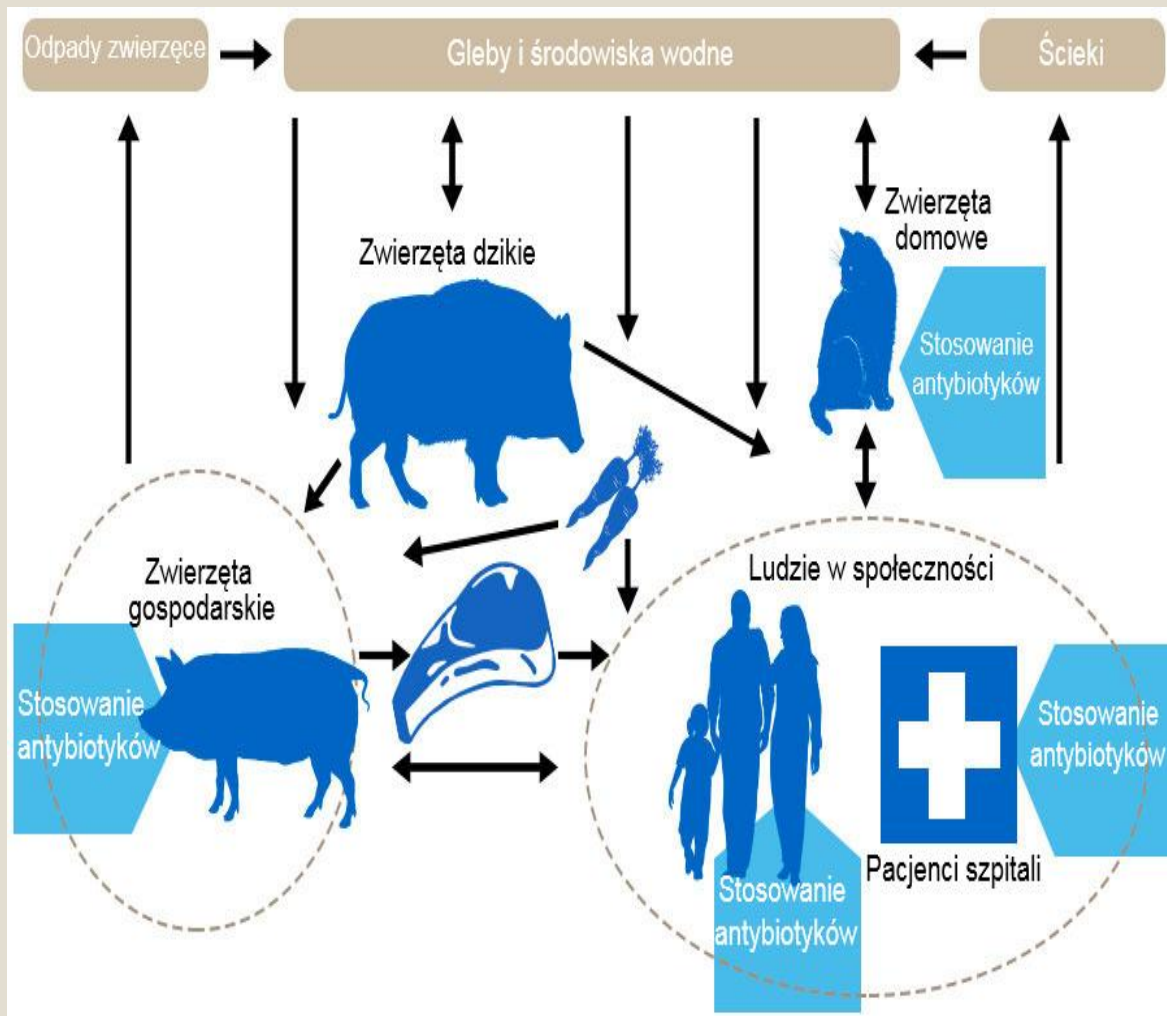 Odpady zwierzęce
Gleby i środowiska wodne
Ścieki
Zwierzęta
domowe
Zwierzęta dzikie
Stosowanie
antybiotyków
Zwierzęta
gospodarskie
Ludzie w społeczności
Stosowanie
antybiotyków
Stosowanie
antybiotyków
Pacjenci szpitali
Stosowanie
antybiotyków